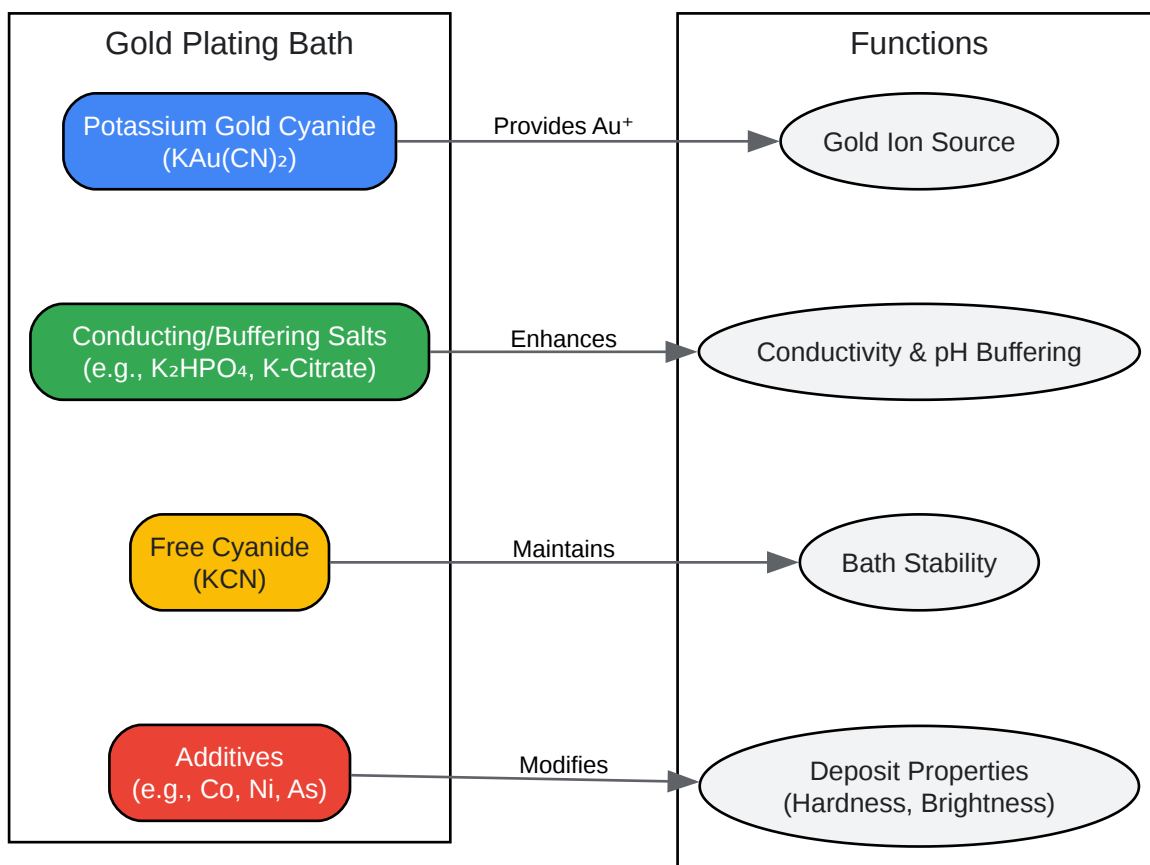 Gold Plating Bath
Functions
Potassium Gold Cyanide
(KAu(CN)₂)
Provides Au⁺
Gold Ion Source
Conducting/Buffering Salts
(e.g., K₂HPO₄, K-Citrate)
Enhances
Conductivity & pH Buffering
Free Cyanide
(KCN)
Maintains
Bath Stability
Additives
(e.g., Co, Ni, As)
Modifies
Deposit Properties
(Hardness, Brightness)